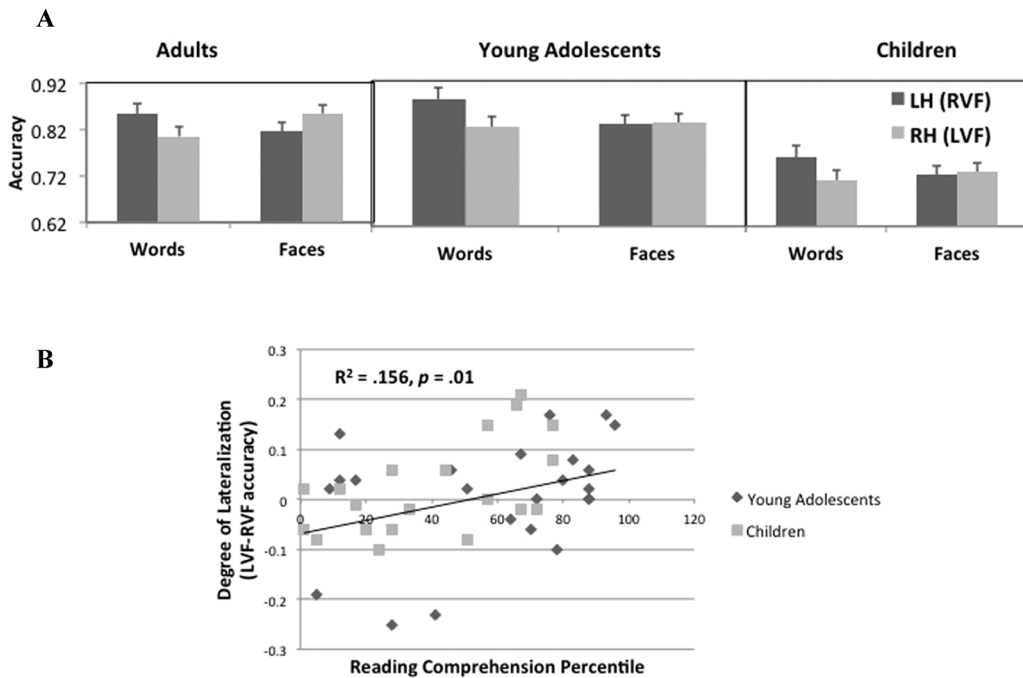 A
Adults
Young Adolescents
Children
Accuracy
0.92
0.82
0.72
0.62
LH (RVF)
RH (LVF)
Words
Faces
Words
Faces
Words
Faces
B
Degree of Lateralization
(LVF-RVF accuracy)
0.3
0.2
0.1
0
-0.1
-0.2
-0.3
R² = .156, p = .01
0
20
40
60
80
100
120
Young Adolescents
Children
Reading Comprehension Percentile